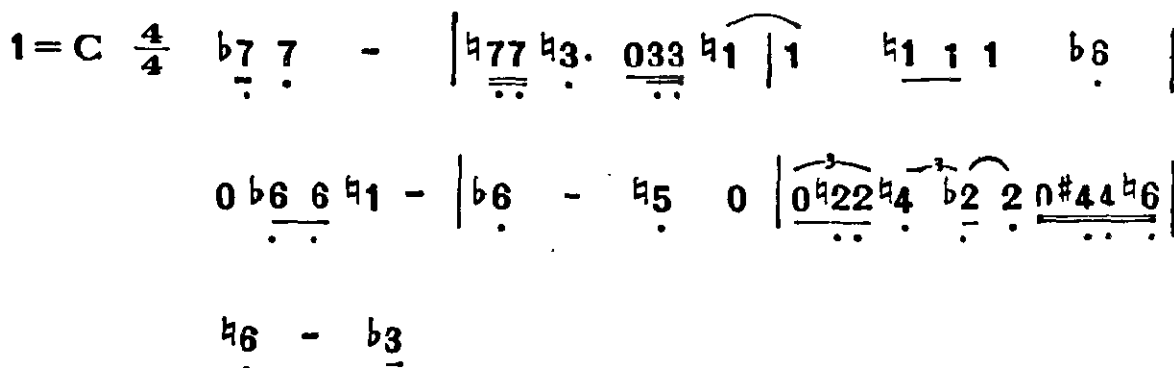 1=C 4/4 ♭7 7 - | ♮77 ♮3. 033 ♮1 | 1 ♮1 1 1 ♭6 |
0 ♭6 6 ♮1 - | ♭6 - ♮5 0 | 0♮22 ♮4 ♭2 2 0#44♮6 |
♮6 - ♭3